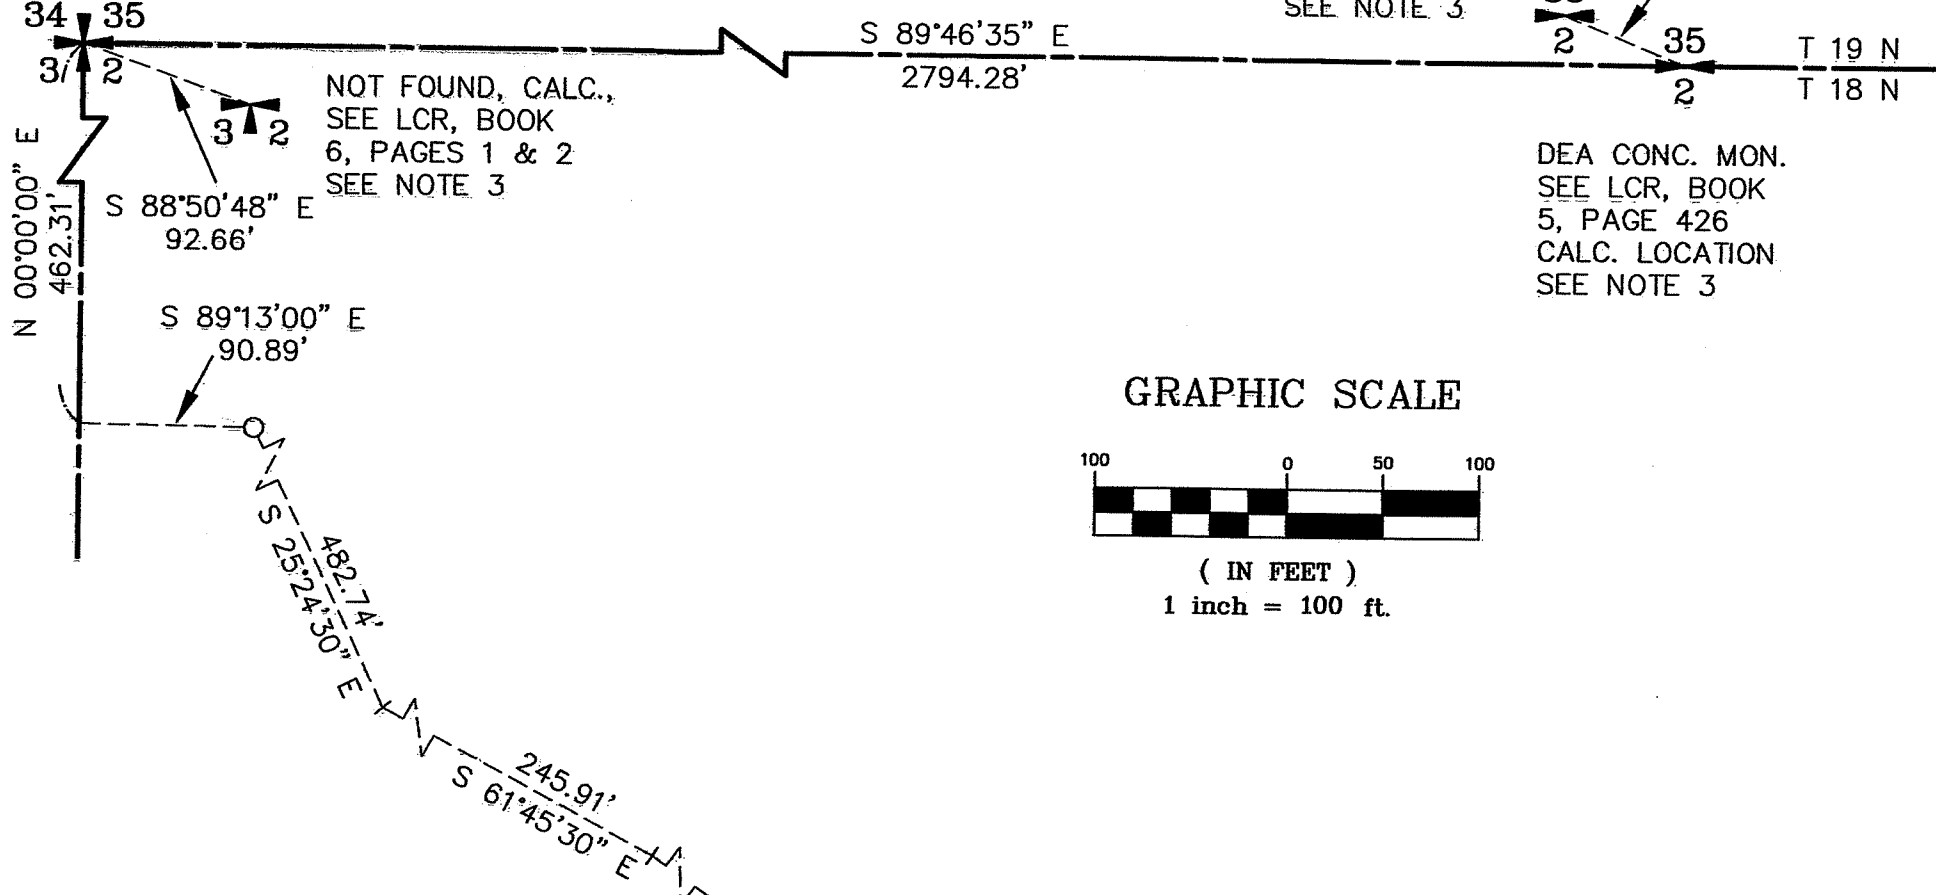 34 35
3 2
SEE NOTE 3
S 89°46'35" E
2794.28'
2
35
2
T 19 N
T 18 N
3 2
NOT FOUND, CALC.,
SEE LCR, BOOK
6, PAGES 1 & 2
SEE NOTE 3
N 00°00'00" E
462.31'
S 88°50'48" E
92.66'
DEA CONC. MON.
SEE LCR, BOOK
5, PAGE 426
CALC. LOCATION
SEE NOTE 3
S 89°13'00" E
90.89'
GRAPHIC SCALE
100 0 50 100
( IN FEET )
1 inch = 100 ft.
482.74'
S 25°24'30" E
245.91'
S 61°45'30" E